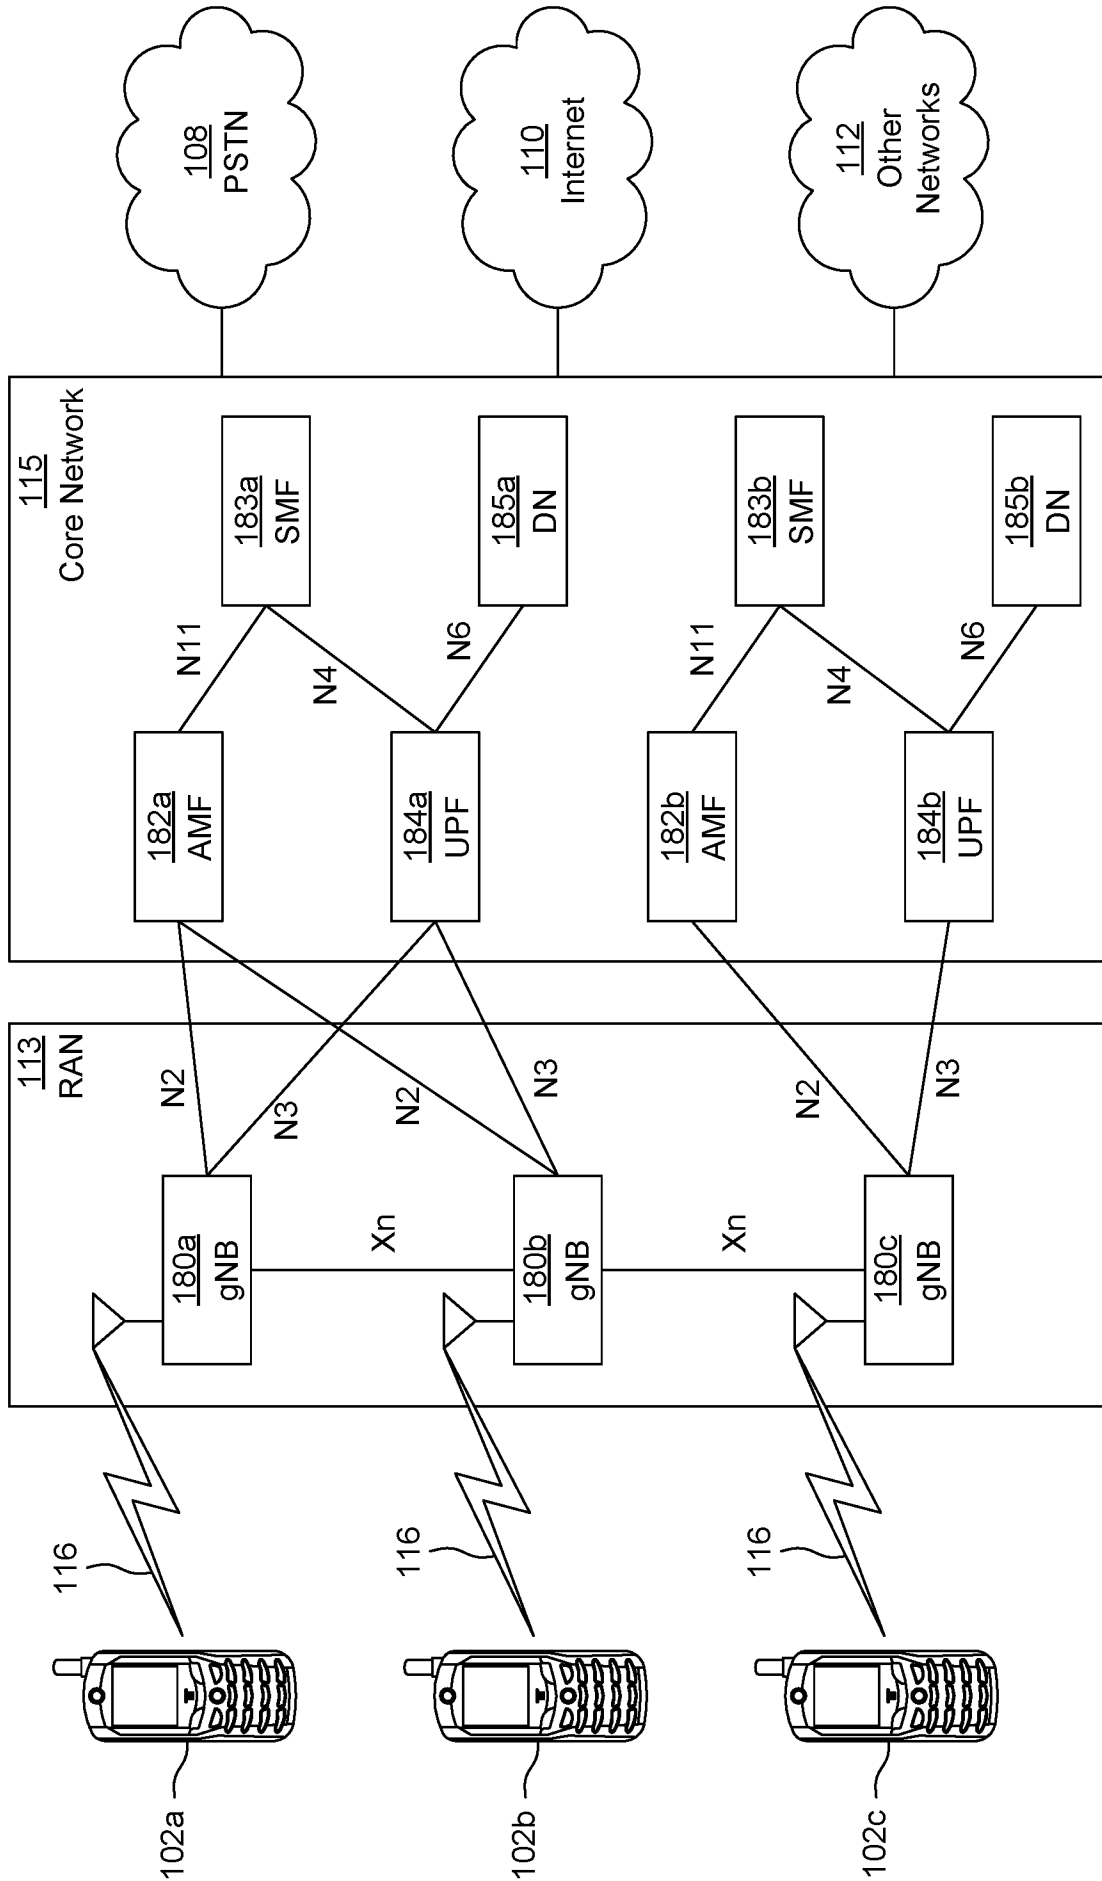 102a
116
180a
gNB
113
RAN
N2
N3
Xn
102b
116
180b
gNB
N2
N3
Xn
102c
116
180c
gNB
N2
N3
115
Core Network
182a
AMF
N11
183a
SMF
N4
184a
UPF
N6
185a
DN
182b
AMF
N11
183b
SMF
N4
184b
UPF
N6
185b
DN
108
PSTN
110
Internet
112
Other
Networks